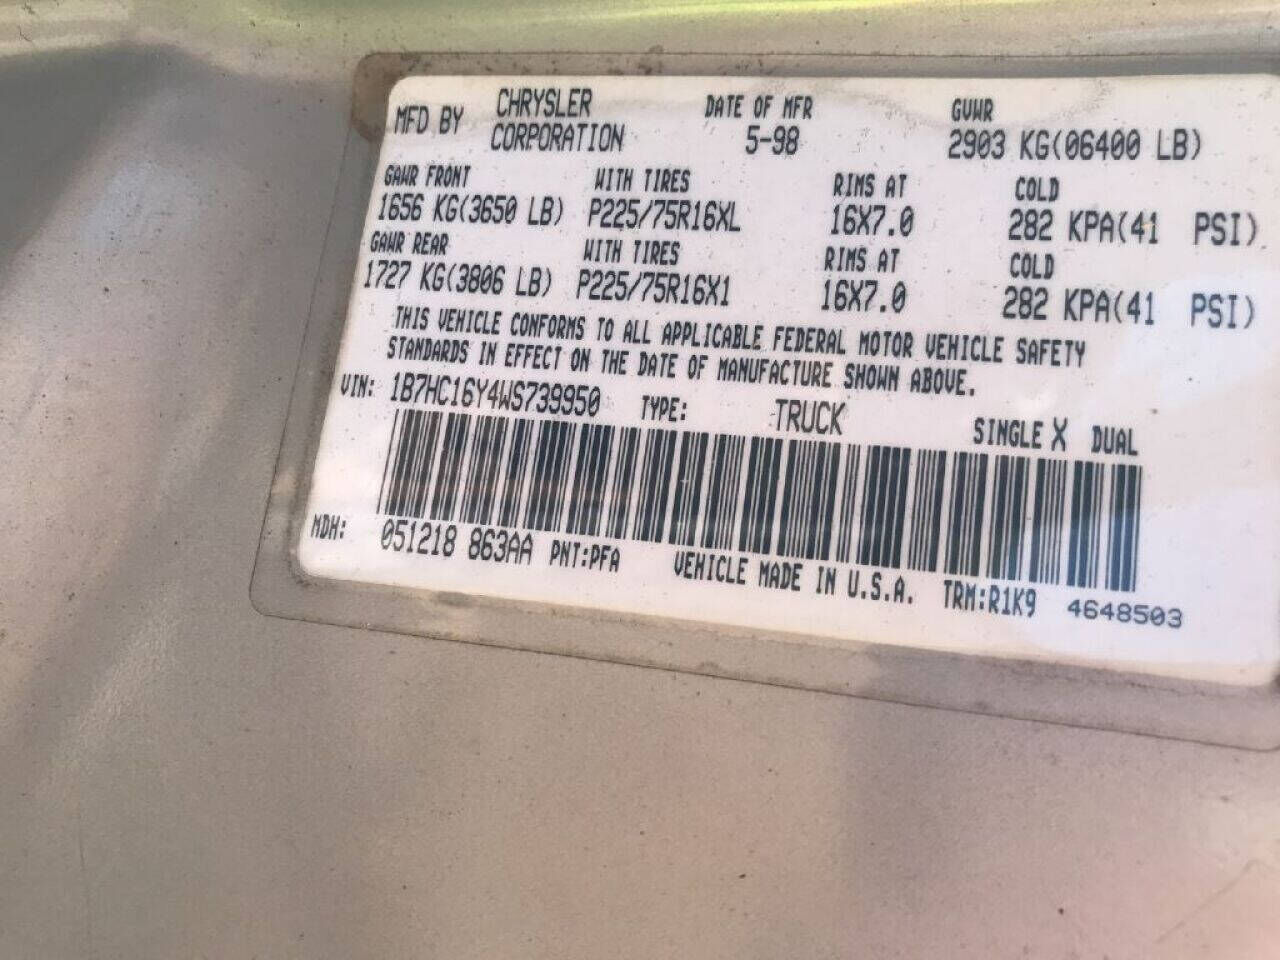 MFD BY CHRYSLER CORPORATION DATE OF MFR 5-98 GVWR 2903 KG(06400 LB)
GAWR FRONT WITH TIRES RIMS AT COLD
1656 KG(3650 LB) P225/75R16XL 16X7.0 282 KPA(41 PSI)
GAWR REAR WITH TIRES RIMS AT COLD
1727 KG(3806 LB) P225/75R16X1 16X7.0 282 KPA(41 PSI)
THIS VEHICLE CONFORMS TO ALL APPLICABLE FEDERAL MOTOR VEHICLE SAFETY
STANDARDS IN EFFECT ON THE DATE OF MANUFACTURE SHOWN ABOVE.
VIN: 1B7HC16Y4WS739950 TYPE: TRUCK SINGLE X DUAL
MDH: 051218 863AA PNT:PFA VEHICLE MADE IN U.S.A. TRM:R1K9 4648503